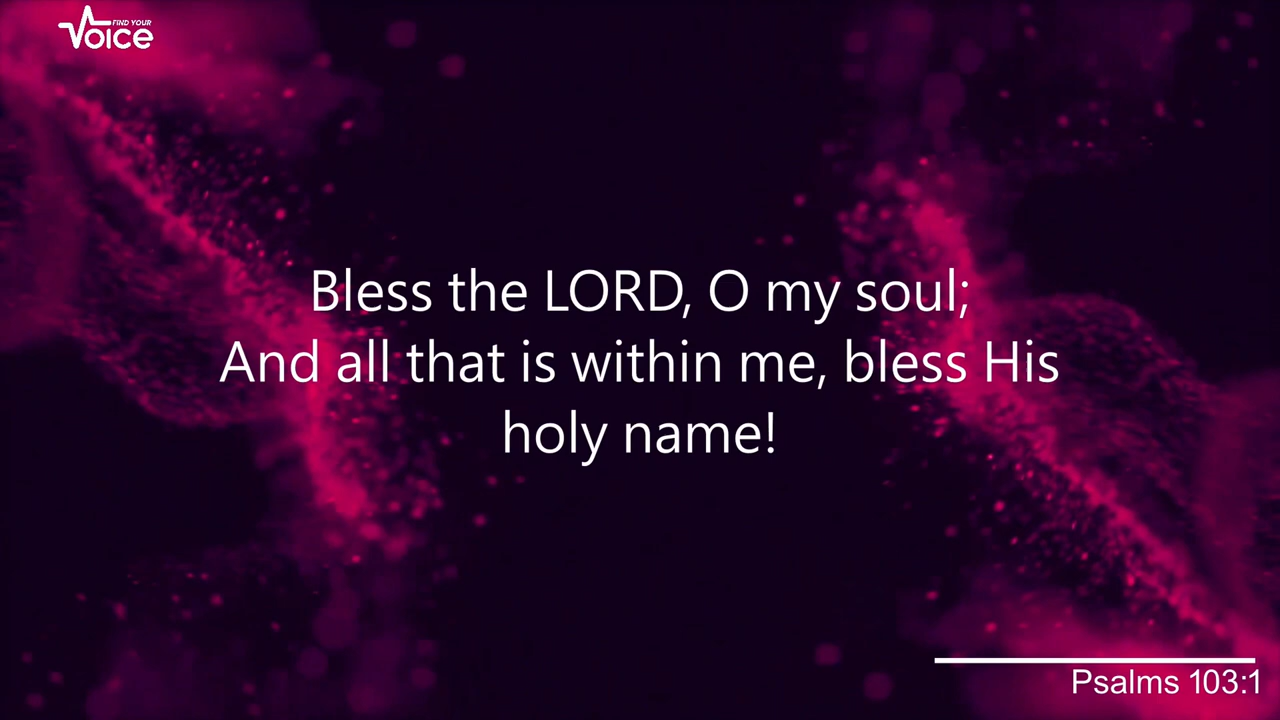 FIND YOUR
Voice
Bless the LORD, O my soul;
And all that is within me, bless His
holy name!
Psalms 103:1